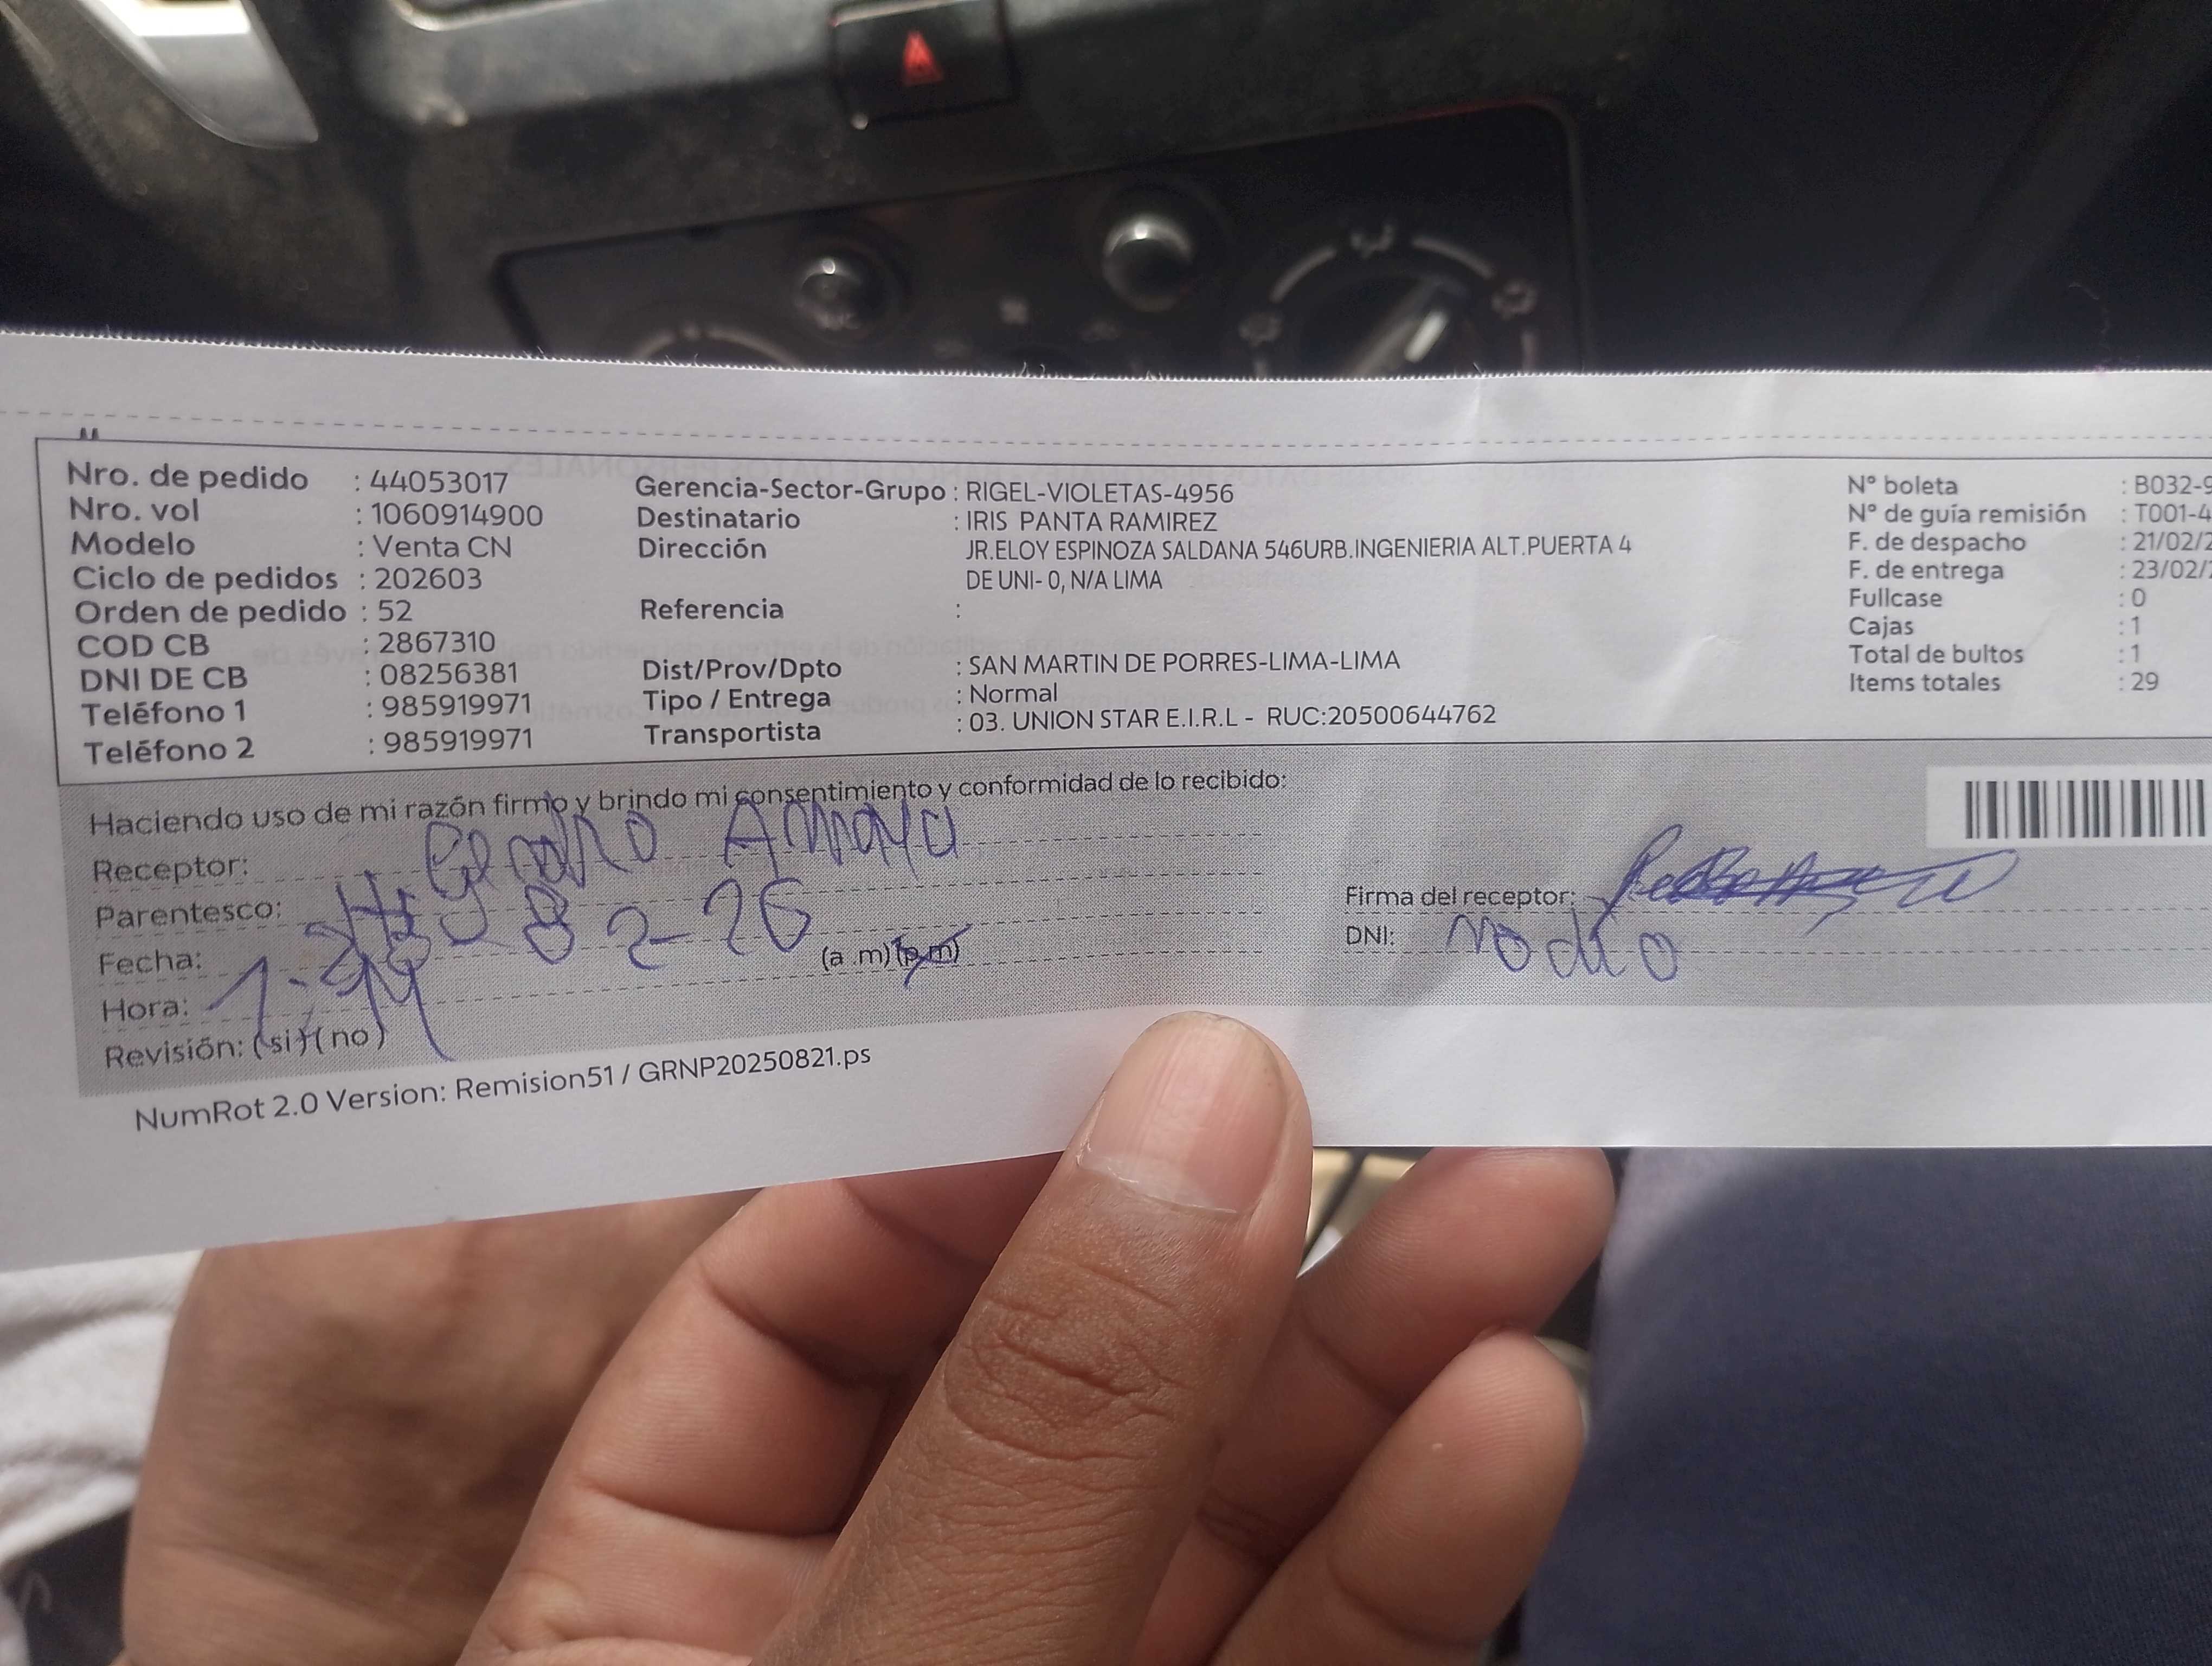 Nro. de pedido : 44053017
Nro. vol : 1060914900
Modelo : Venta CN
Ciclo de pedidos : 202603
Orden de pedido : 52
COD CB : 2867310
DNI DE CB : 08256381
Teléfono 1 : 985919971
Teléfono 2 : 985919971
Gerencia-Sector-Grupo : RIGEL-VIOLETAS-4956
Destinatario : IRIS PANTA RAMIREZ
Dirección JR.ELOY ESPINOZA SALDANA 546URB.INGENIERIA ALT.PUERTA 4
DE UNI- 0, N/A LIMA
Referencia :
Dist/Prov/Dpto : SAN MARTIN DE PORRES-LIMA-LIMA
Tipo / Entrega : Normal
Transportista : 03. UNION STAR E.I.R.L - RUC:20500644762
N° boleta : B032-9
N° de guía remisión : T001-4
F. de despacho : 21/02/2
F. de entrega : 23/02/2
Fullcase : 0
Cajas : 1
Total de bultos : 1
Items totales : 29
Haciendo uso de mi razón firmo y brindo mi consentimiento y conformidad de lo recibido:
Receptor: Amaya
Parentesco:
Fecha: 2-26
Hora: (a.m)(p.m)
Revisión: (si)(no)
Firma del receptor:
DNI: no dio
NumRot 2.0 Version: Remision51 / GRNP20250821.ps